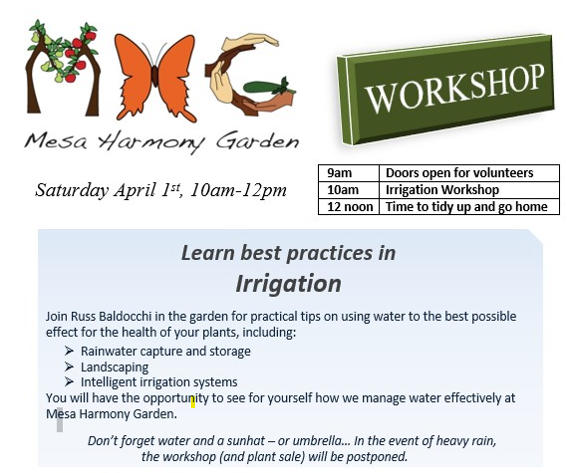 Mesa Harmony Garden
WORKSHOP
Saturday April 1st, 10am-12pm
9am Doors open for volunteers
10am Irrigation Workshop
12 noon Time to tidy up and go home
Learn best practices in
Irrigation
Join Russ Baldocchi in the garden for practical tips on using water to the best possible
effect for the health of your plants, including:
➢ Rainwater capture and storage
➢ Landscaping
➢ Intelligent irrigation systems
You will have the opportunity to see for yourself how we manage water effectively at
Mesa Harmony Garden.
Don’t forget water and a sunhat – or umbrella… In the event of heavy rain,
the workshop (and plant sale) will be postponed.